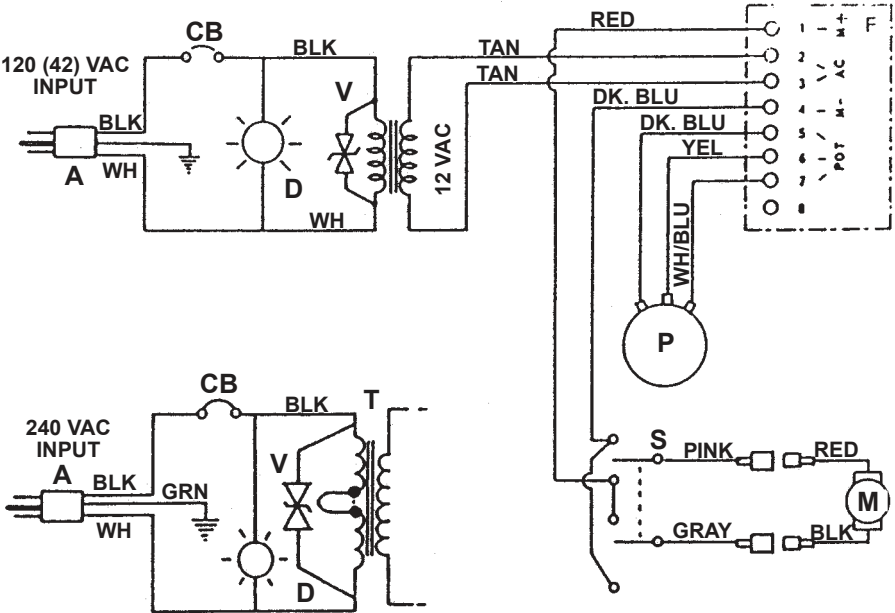 RED
1 M+
F
CB
BLK
TAN
2
120 (42) VAC
INPUT
V
TAN
3
AC
DK. BLU
4 M-
BLK
DK. BLU
5
A
WH
D
12 VAC
YEL
6
POT
7
WH
WH/BLU
8
P
CB
BLK
T
240 VAC
INPUT
A
V
S
PINK
RED
BLK
GRN
M
WH
GRAY
BLK
D